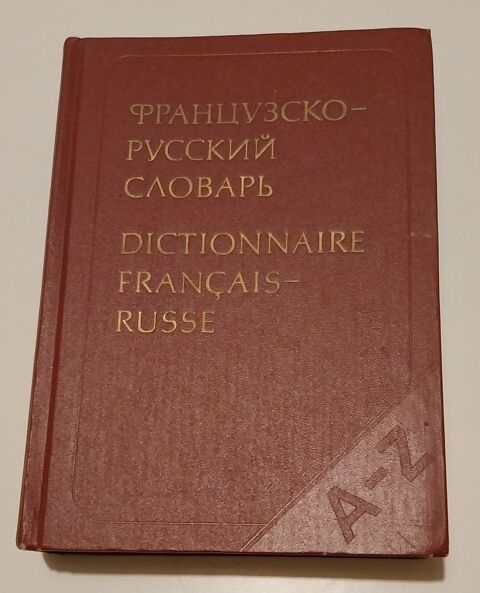 ФРАНЦУЗСКО-
РУССКИЙ
СЛОВАРЬ
DICTIONNAIRE
FRANÇAIS-
RUSSE
A-Z